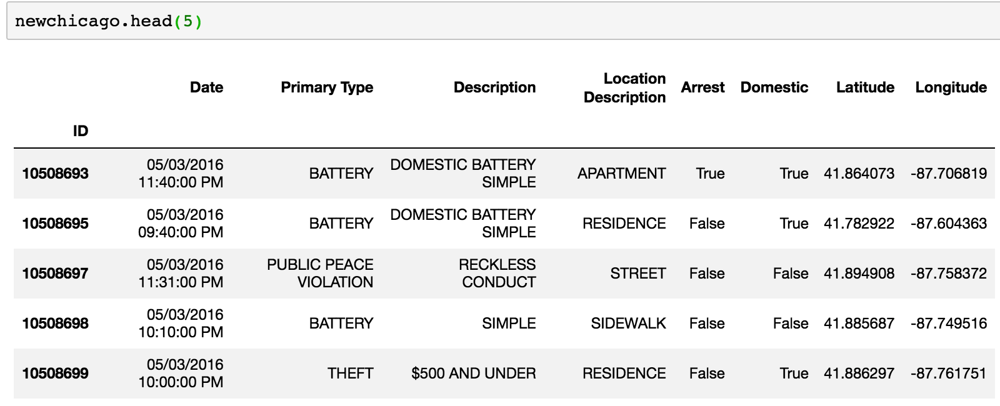 newchicago.head(5)
Date Primary Type Description Location Description Arrest Domestic Latitude Longitude
ID
10508693 05/03/2016 11:40:00 PM BATTERY DOMESTIC BATTERY SIMPLE APARTMENT True True 41.864073 -87.706819
10508695 05/03/2016 09:40:00 PM BATTERY DOMESTIC BATTERY SIMPLE RESIDENCE False True 41.782922 -87.604363
10508697 05/03/2016 11:31:00 PM PUBLIC PEACE VIOLATION RECKLESS CONDUCT STREET False False 41.894908 -87.758372
10508698 05/03/2016 10:10:00 PM BATTERY SIMPLE SIDEWALK False False 41.885687 -87.749516
10508699 05/03/2016 10:00:00 PM THEFT $500 AND UNDER RESIDENCE False True 41.886297 -87.761751